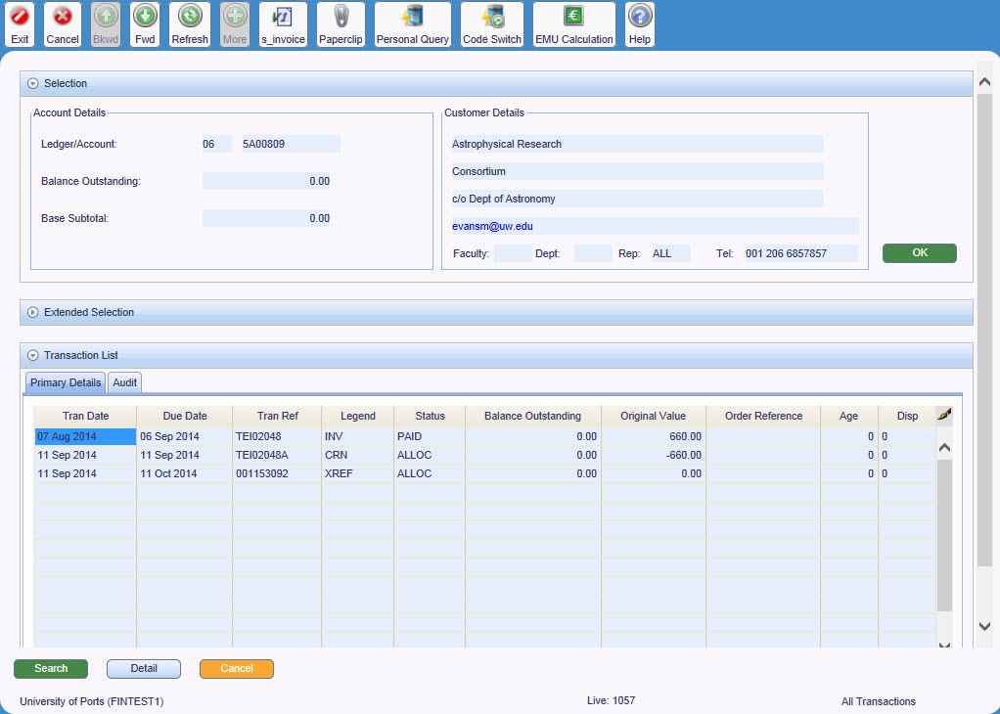 Exit Cancel Bkwd Fwd Refresh More s_invoice Paperclip Personal Query Code Switch EMU Calculation Help
Selection
Account Details
Ledger/Account: 06 5A00809
Balance Outstanding: 0.00
Base Subtotal: 0.00
Customer Details
Astrophysical Research
Consortium
c/o Dept of Astronomy
evansm@uw.edu
Faculty: Dept: Rep: ALL Tel: 001 206 6857857
OK
Extended Selection
Transaction List
Primary Details Audit
Tran Date Due Date Tran Ref Legend Status Balance Outstanding Original Value Order Reference Age Disp
07 Aug 2014 06 Sep 2014 TEI02048 INV PAID 0.00 660.00 0 0
11 Sep 2014 11 Sep 2014 TEI02048A CRN ALLOC 0.00 -660.00 0 0
11 Sep 2014 11 Oct 2014 001153092 XREF ALLOC 0.00 0.00 0 0
Search Detail Cancel
University of Ports (FINTEST1) Live: 1057 All Transactions